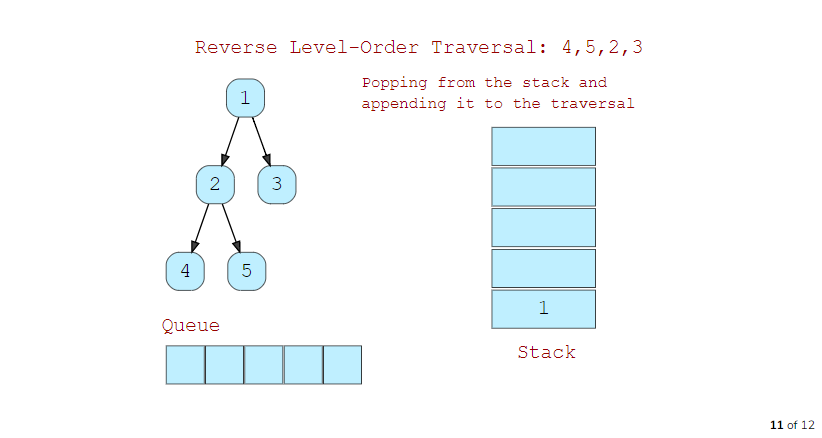 Reverse Level-Order Traversal: 4,5,2,3
Popping from the stack and
appending it to the traversal
1
2
3
4
5
1
Queue
Stack
11 of 12